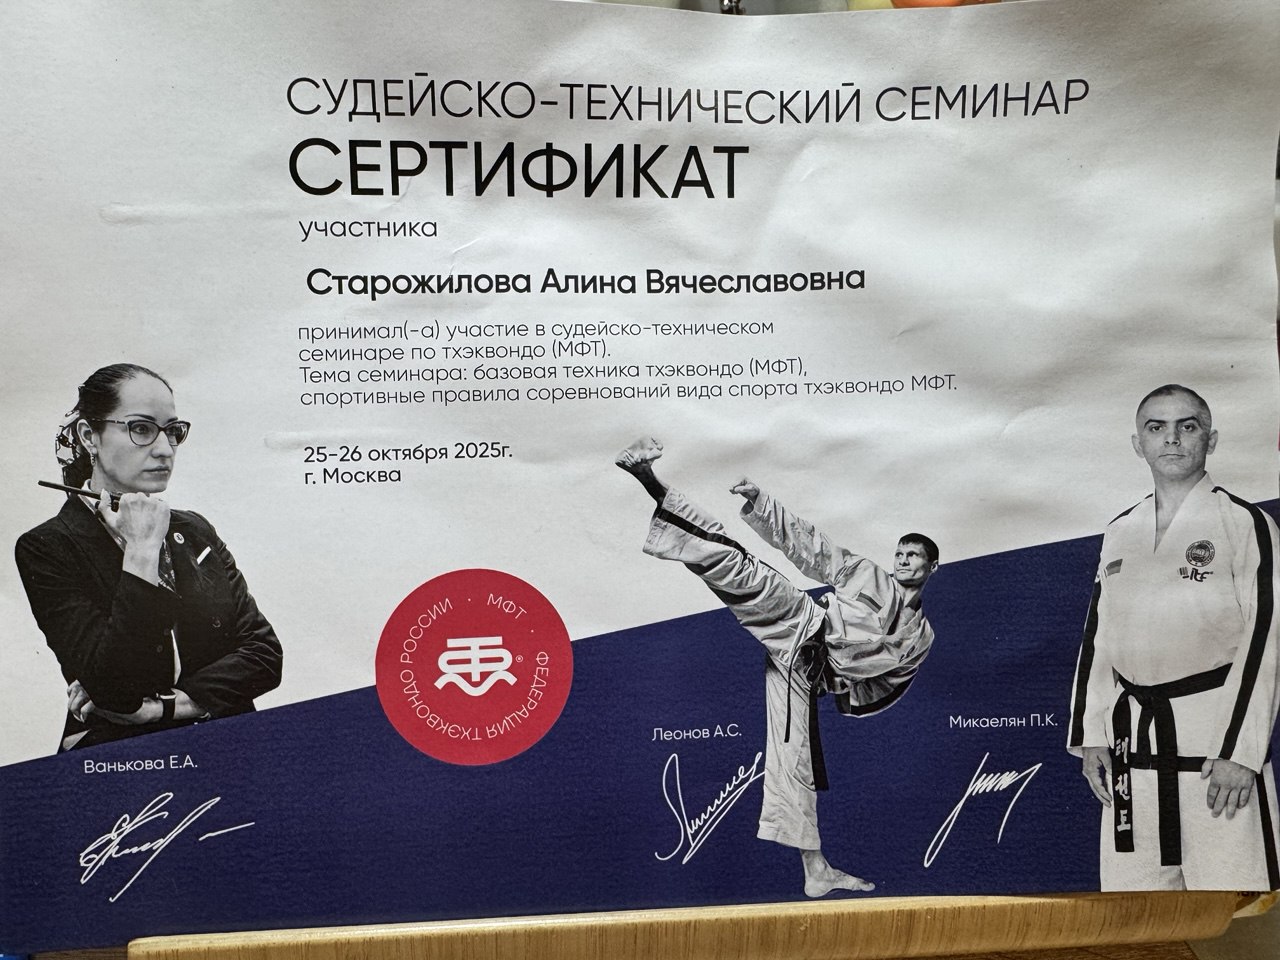 СУДЕЙСКО-ТЕХНИЧЕСКИЙ СЕМИНАР
СЕРТИФИКАТ
участника
Старожилова Алина Вячеславовна
принимал(-а) участие в судейско-техническом
семинаре по тхэквондо (МФТ).
Тема семинара: базовая техника тхэквондо (МФТ),
спортивные правила соревнований вида спорта тхэквондо МФТ.
25-26 октября 2025г.
г. Москва
ФЕДЕРАЦИЯ ТХЭКВОНДО РОССИИ · МФТ ·
Ванькова Е.А.
Леонов А.С.
Микаелян П.К.